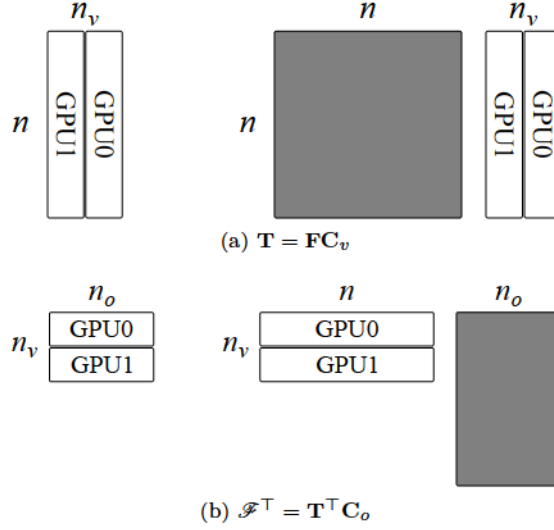 n_v n n_v
n GPU1 GPU0 n GPU1 GPU0
(a) T = FC_v
n_o n n_o
n_v GPU0 n_v GPU0
GPU1 GPU1
(b) ℱ^⊤ = T^⊤C_o